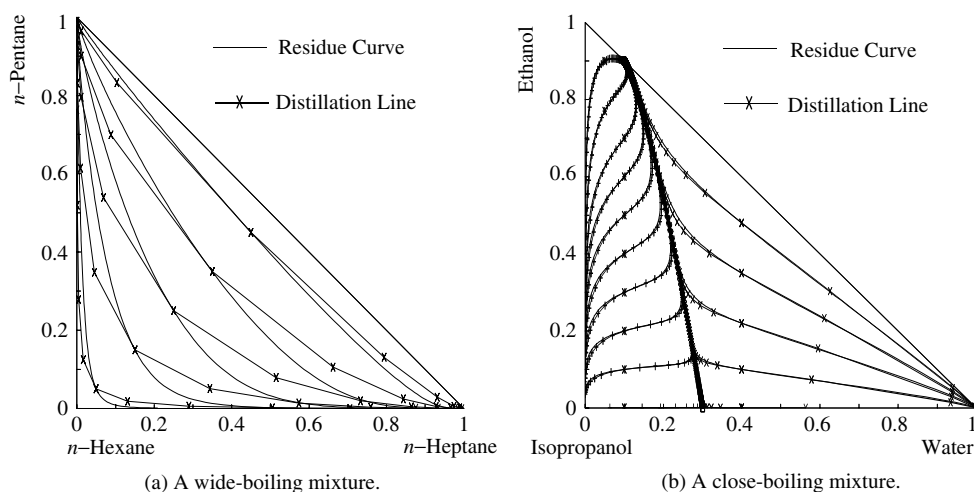 1
n–Pentane
Residue Curve
Distillation Line
0.8
0.6
0.4
0.2
0
0 0.2 0.4 0.6 0.8 1
n–Hexane
n–Heptane
(a) A wide-boiling mixture.
1
Ethanol
Residue Curve
Distillation Line
0.8
0.6
0.4
0.2
0
0 0.2 0.4 0.6 0.8 1
Isopropanol
Water
(b) A close-boiling mixture.